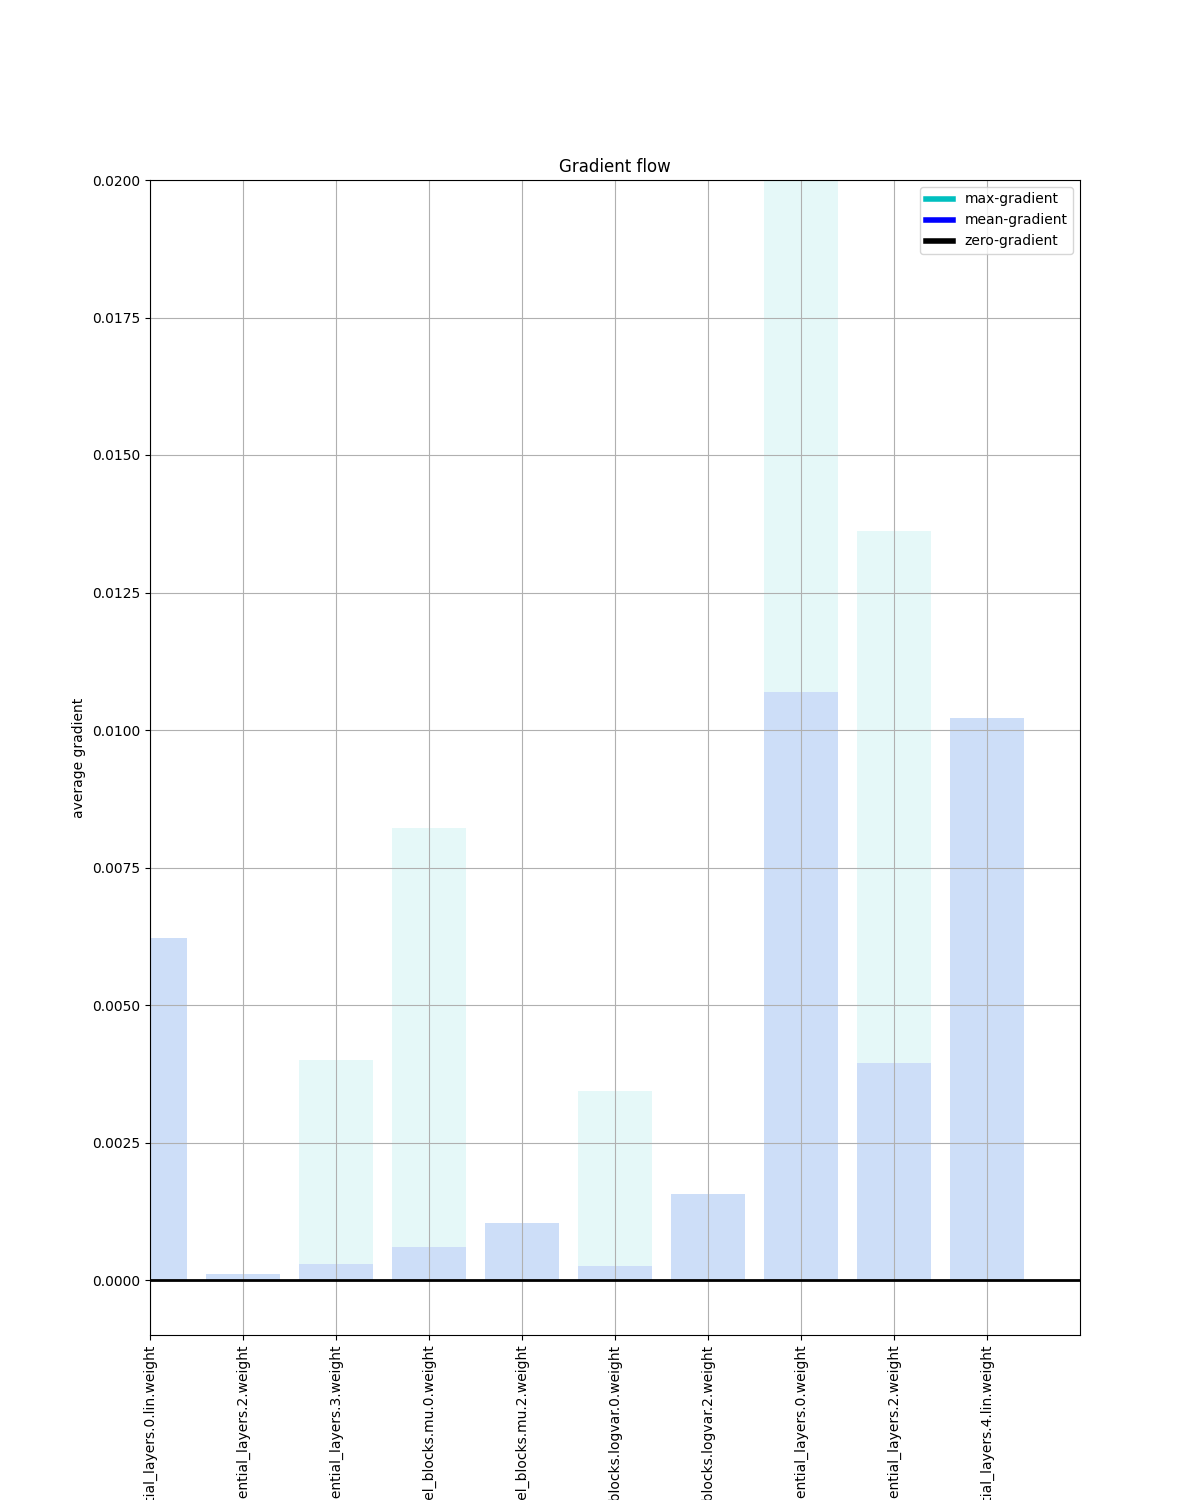 Gradient flow
max-gradient
mean-gradient
zero-gradient
0.0200
0.0175
0.0150
0.0125
0.0100
0.0075
0.0050
0.0025
0.0000
average gradient
tial_layers.0.lin.weight
ential_layers.2.weight
ential_layers.3.weight
el_blocks.mu.0.weight
el_blocks.mu.2.weight
blocks.logvar.0.weight
blocks.logvar.2.weight
ential_layers.0.weight
ential_layers.2.weight
tial_layers.4.lin.weight